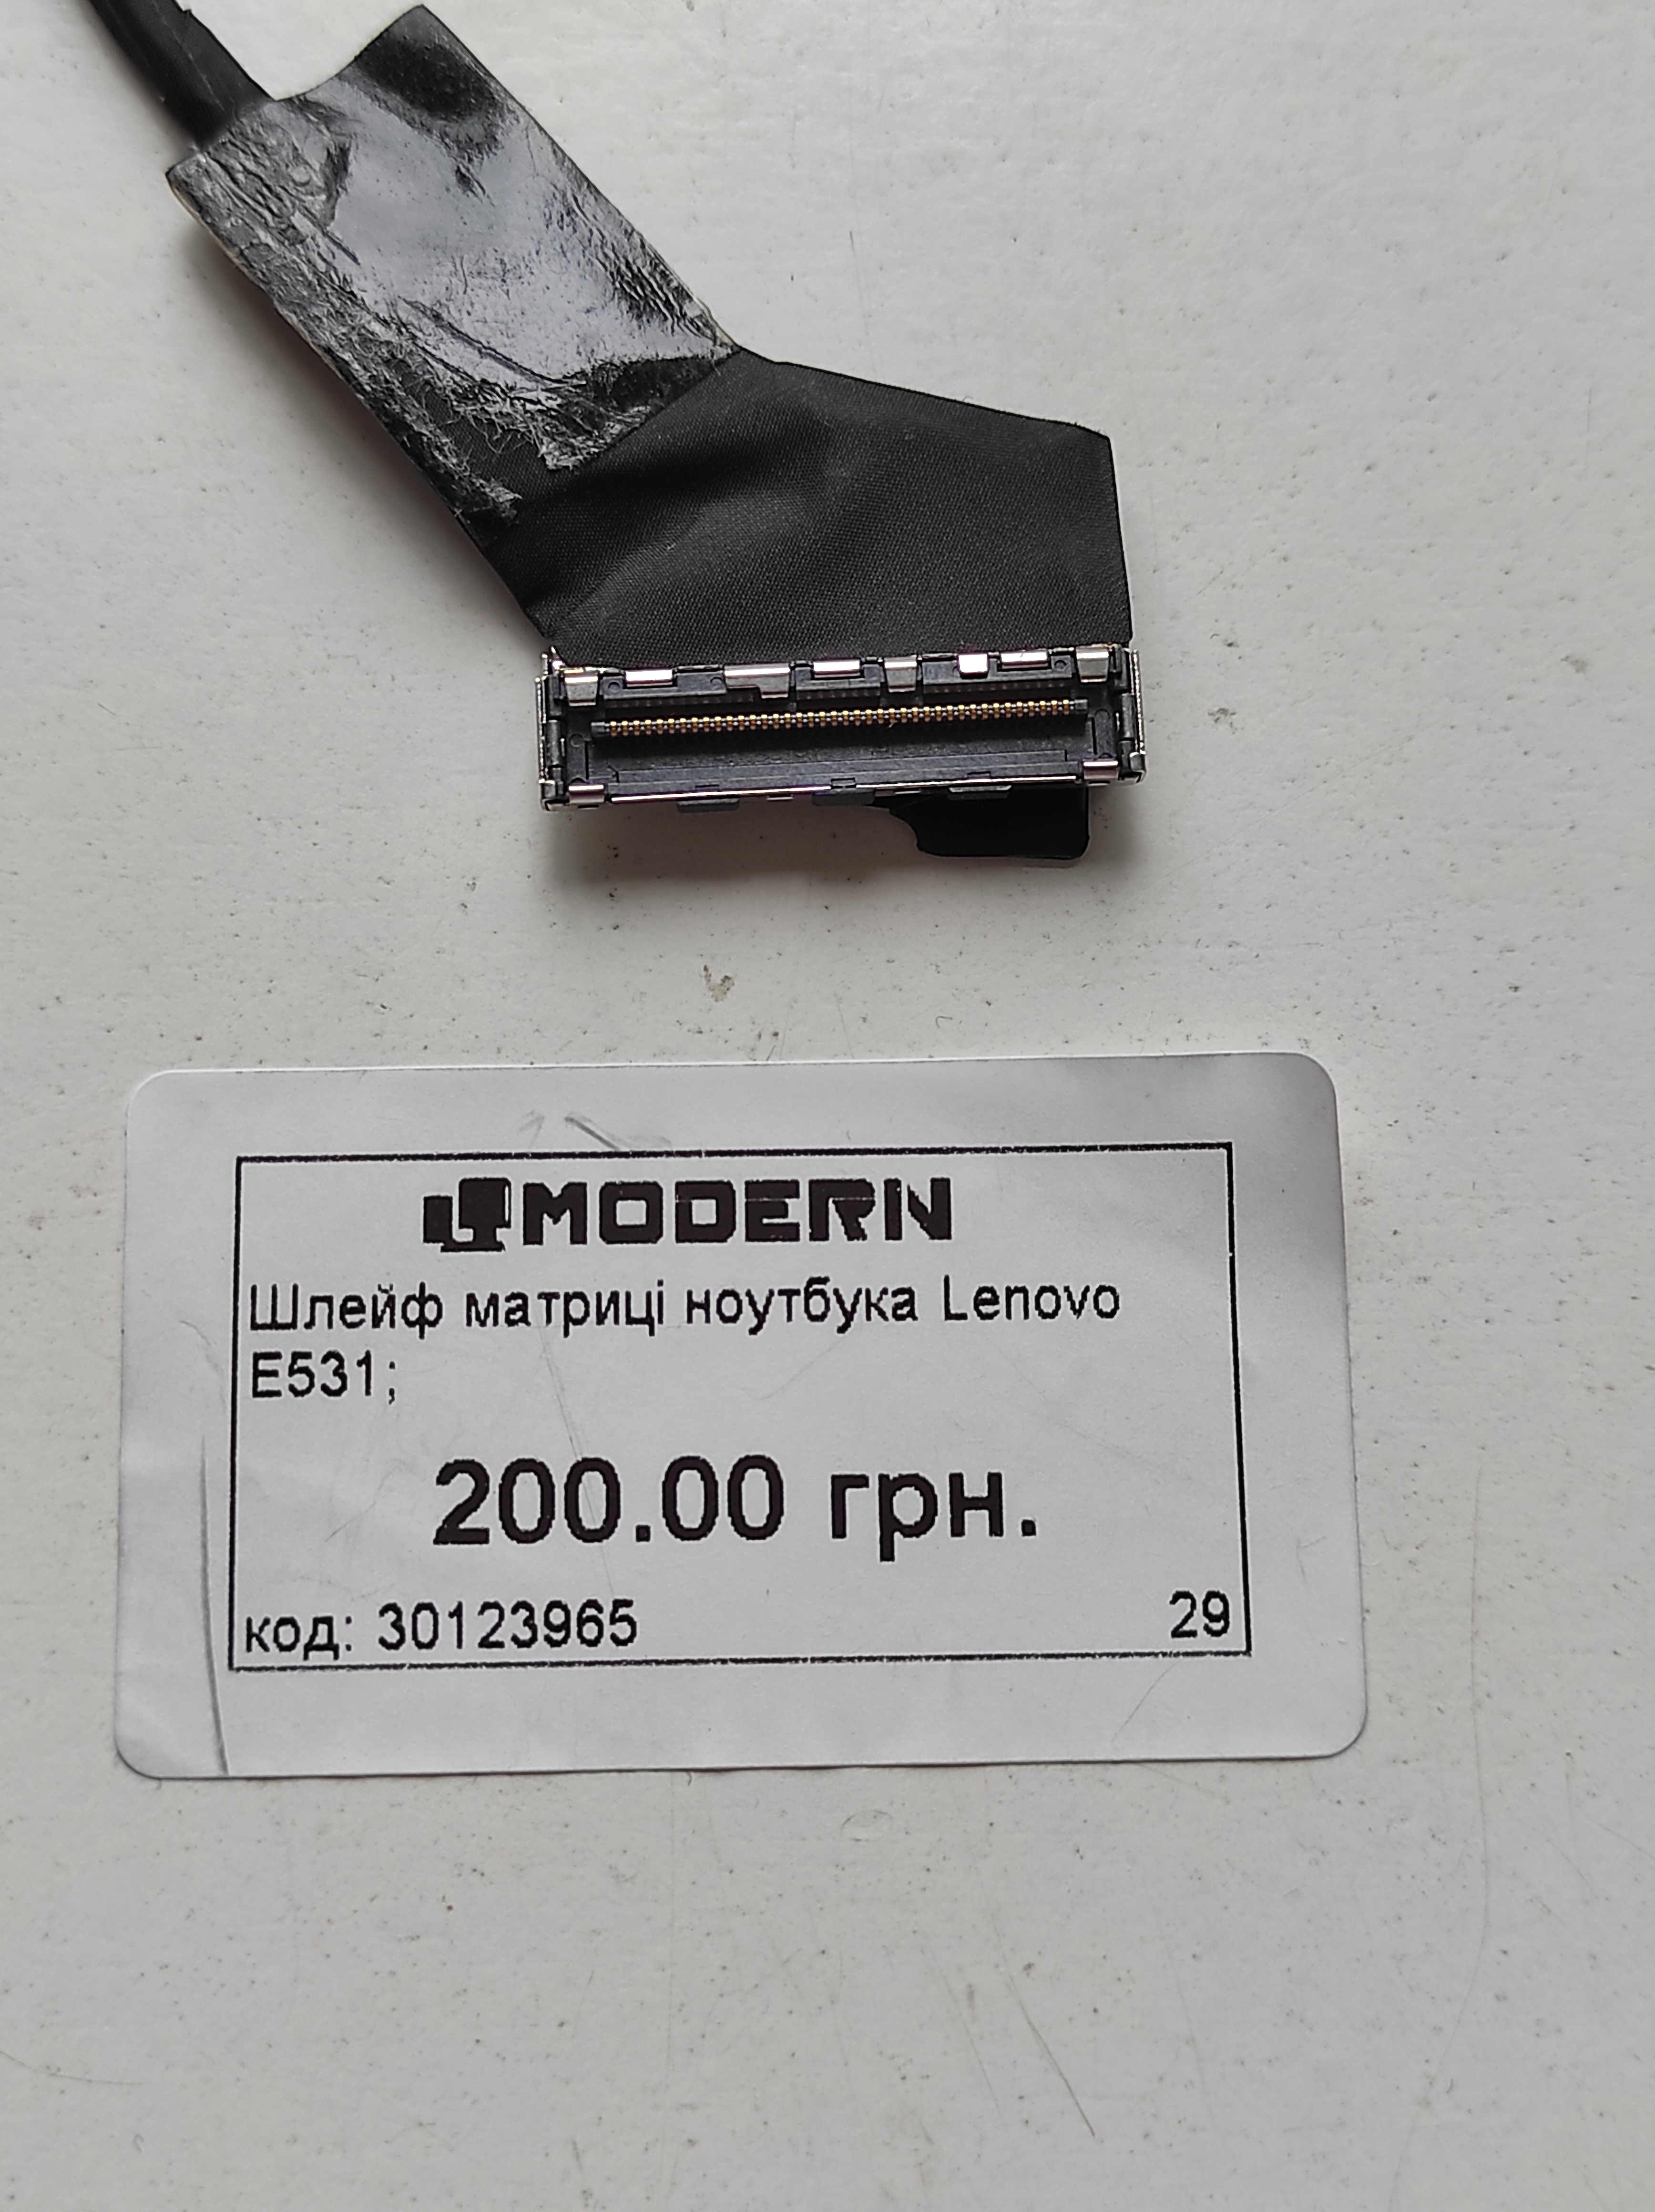 MODERN
Шлейф матриці ноутбука Lenovo
E531;
200.00 грн.
код: 30123965 29